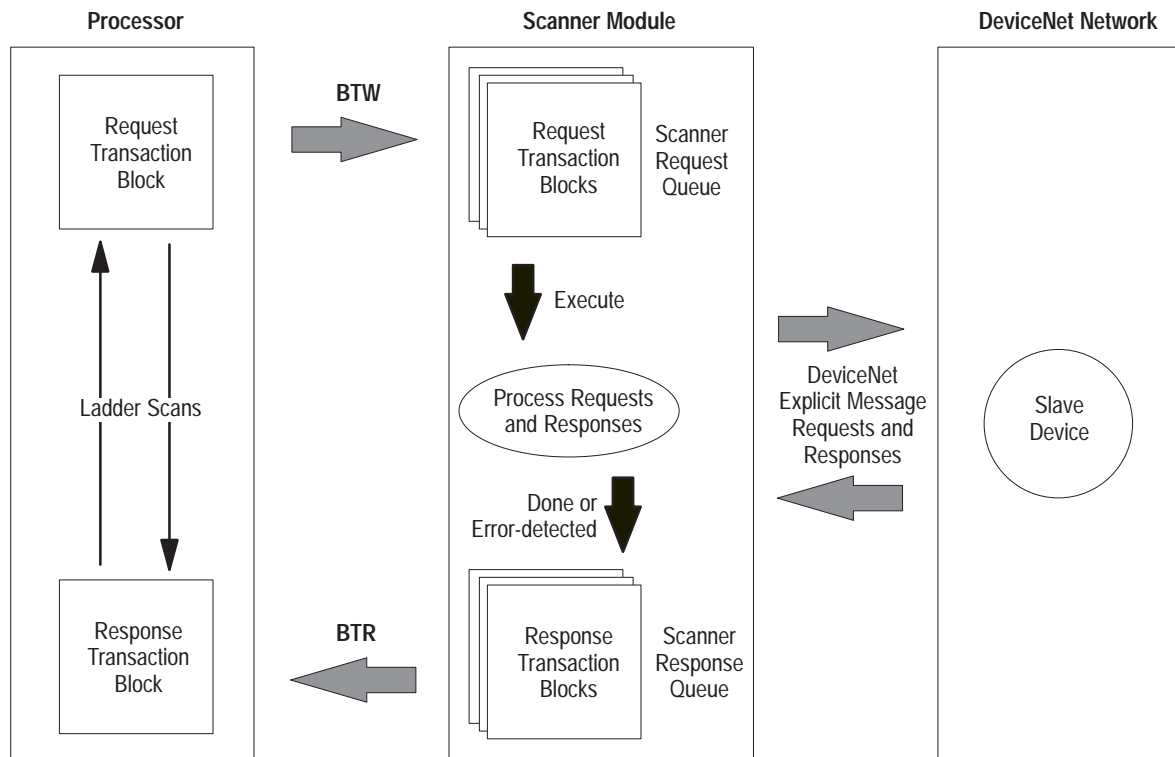 Processor
Scanner Module
DeviceNet Network
Request
Transaction
Block
BTW
Request
Transaction
Blocks
Scanner
Request
Queue
Execute
Ladder Scans
Process Requests
and Responses
DeviceNet
Explicit Message
Requests and
Responses
Slave
Device
Done or
Error-detected
Response
Transaction
Block
BTR
Response
Transaction
Blocks
Scanner
Response
Queue